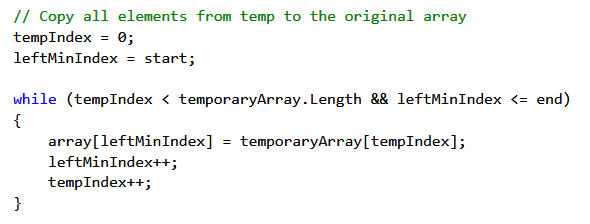 // Copy all elements from temp to the original array
tempIndex = 0;
leftMinIndex = start;

while (tempIndex < temporaryArray.Length && leftMinIndex <= end)
{
    array[leftMinIndex] = temporaryArray[tempIndex];
    leftMinIndex++;
    tempIndex++;
}